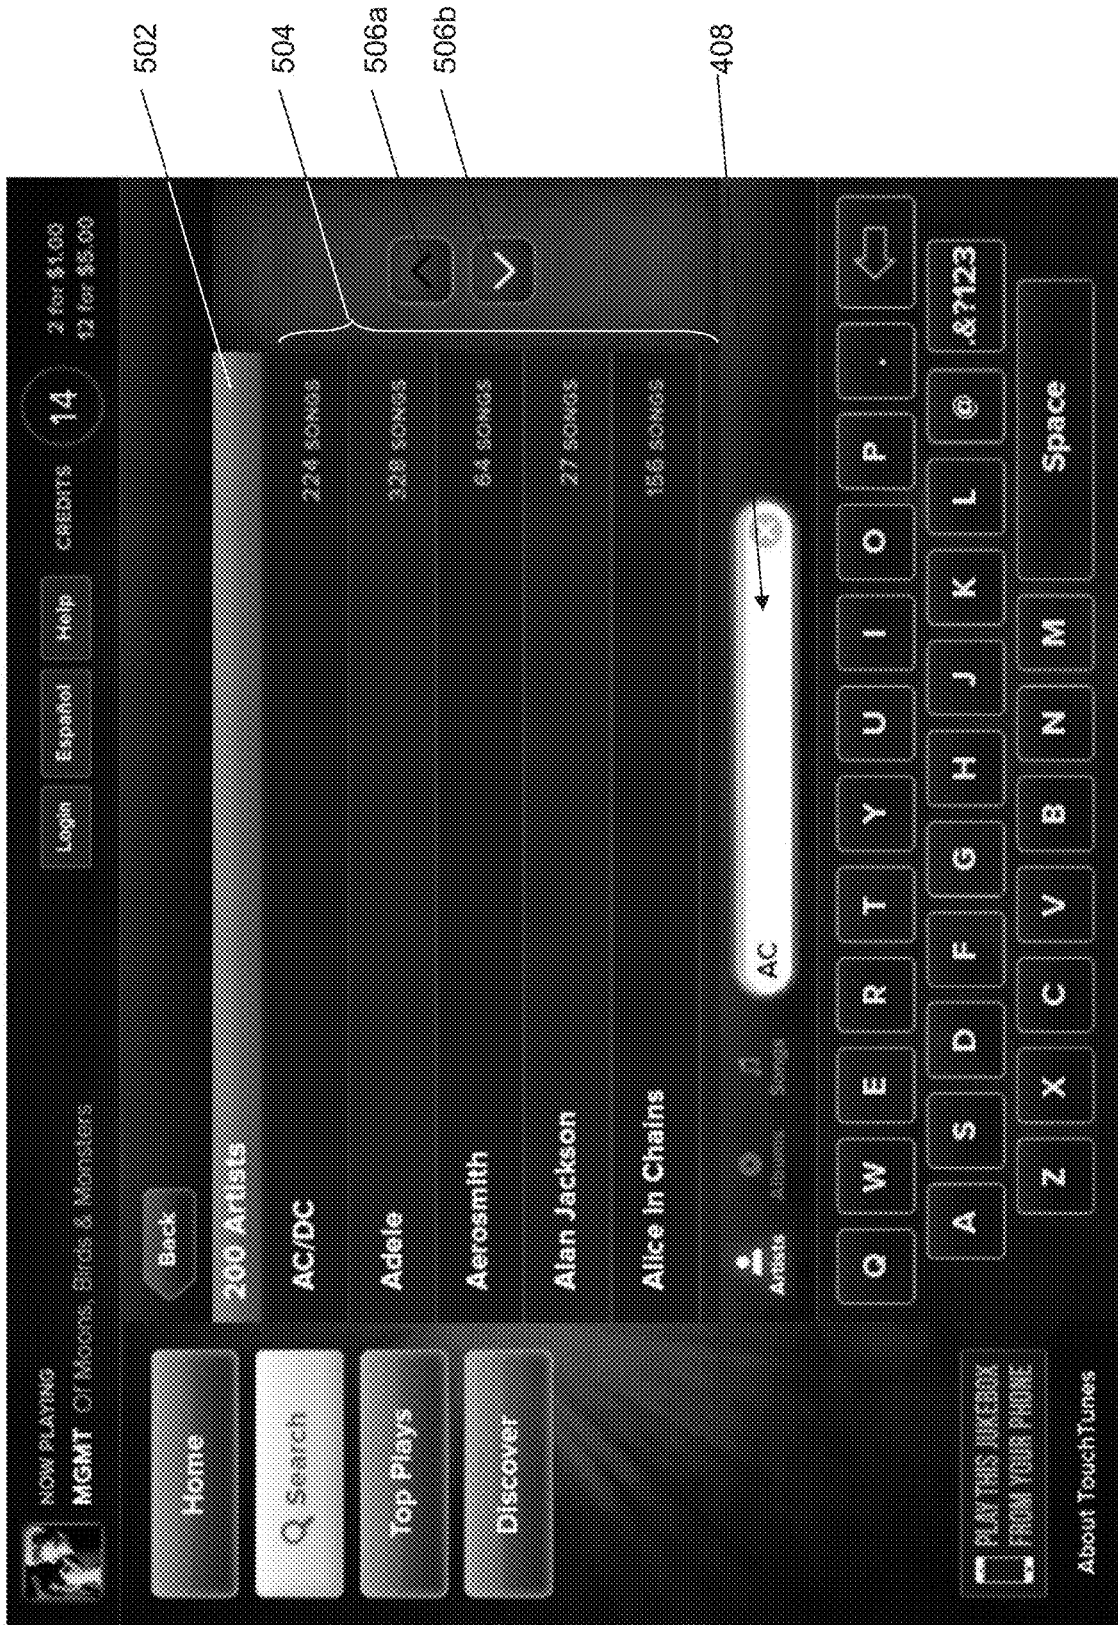 NOW PLAYING
MGMT Of Moons, Birds & Monsters
Login
Español
Help
CREDITS
14
2 for $1.00
12 for $5.00
Home
Search
Top Plays
Discover
Back
200 Artists
AC/DC
224 SONGS
Adele
328 SONGS
Aerosmith
64 SONGS
Alan Jackson
27 SONGS
Alice In Chains
156 SONGS
Artists
Albums
Songs
AC
Q W E R T Y U I O P .
A S D F G H J K L @ .&?123
Z X C V B N M Space
PLAY THIS JUKEBOX
FROM YOUR PHONE
About TouchTunes
502
504
506a
506b
408